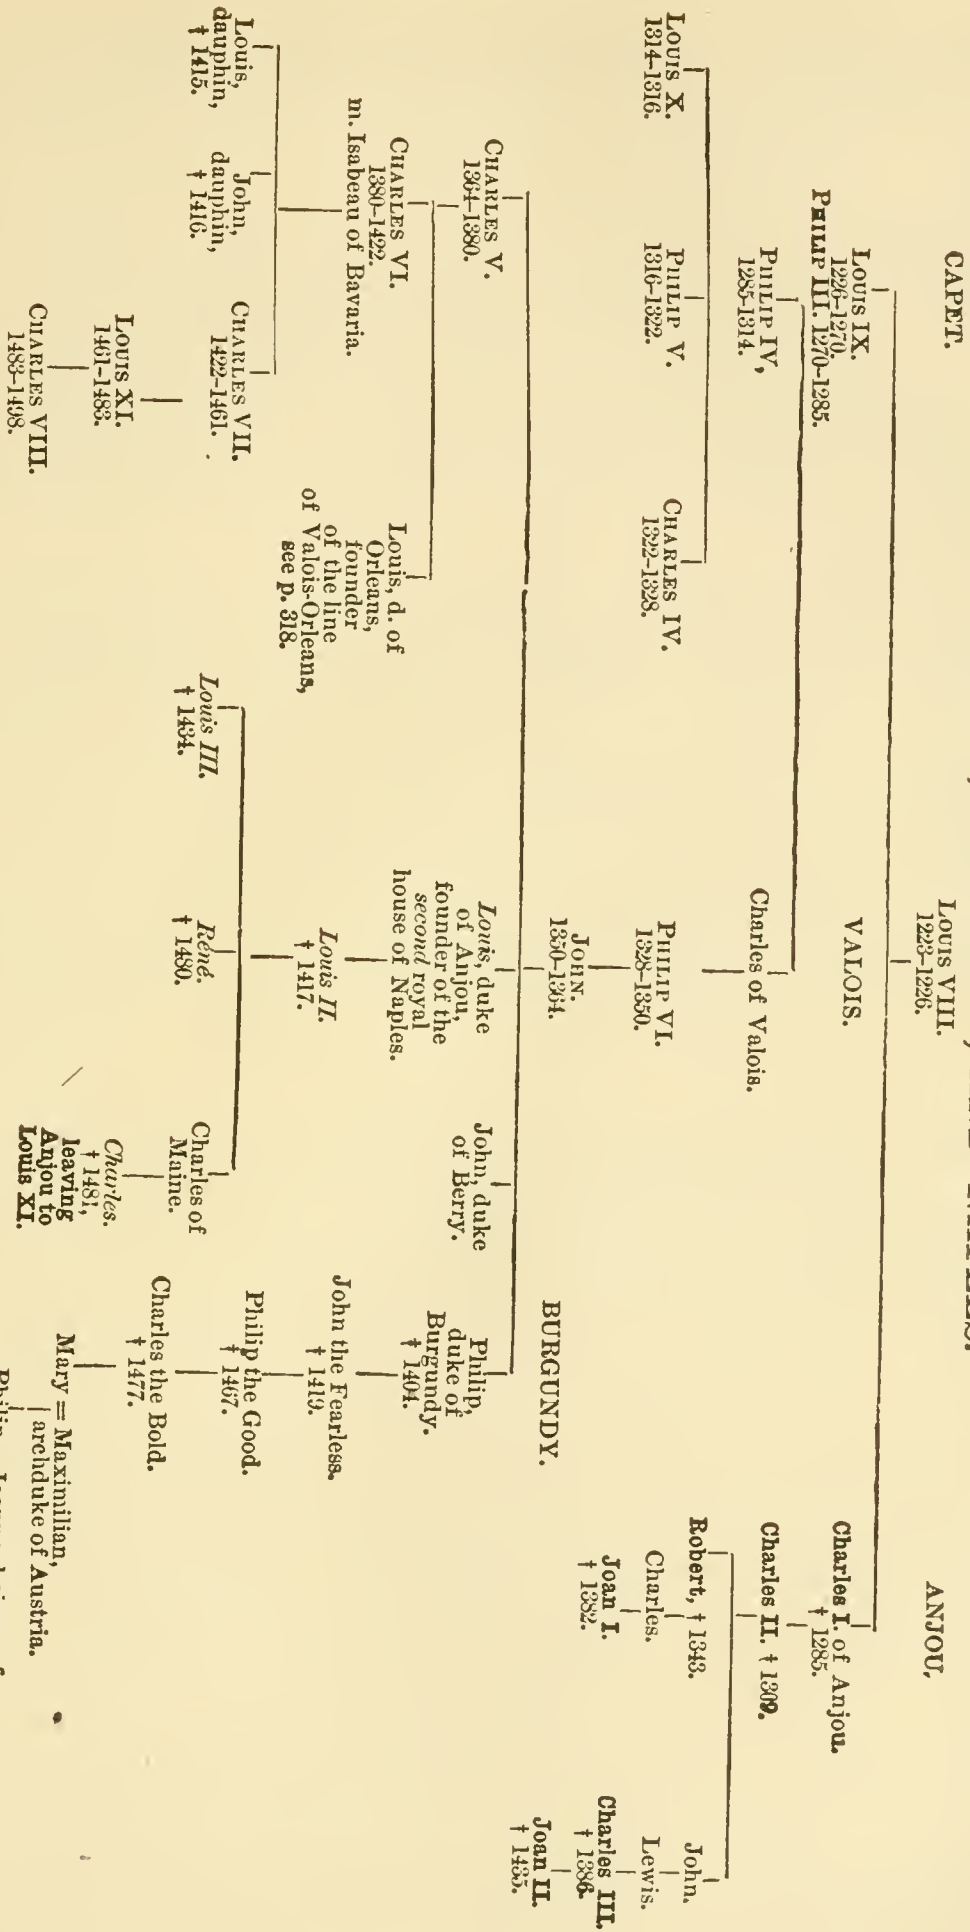 CAPET.
VALOIS.
BURGUNDY.
ANJOU,
LOUIS VIII.
1223–1226.
LOUIS IX.
1226–1270.
PHILIP III. 1270–1285.
Charles I. of Anjou.
† 1285.
PHILIP IV,
1285–1314.
Charles of Valois.
Charles II. † 1309.
LOUIS X.
1314–1316.
PHILIP V.
1316–1322.
CHARLES IV.
1322–1328.
PHILIP VI.
1328–1350.
Robert, † 1343.
John.
Charles.
Lewis.
JOHN.
1350–1364.
Joan I.
† 1382.
Charles III.
† 1386.
Joan II.
† 1435.
CHARLES V.
1364–1380.
Louis, duke
of Anjou,
founder of the
second royal
house of Naples.
John, duke
of Berry.
Philip,
duke of
Burgundy.
† 1404.
CHARLES VI.
1380–1422.
m. Isabeau of Bavaria.
Louis, d. of
Orleans,
founder
of the line
of Valois-Orleans,
see p. 318.
Louis II.
† 1417.
John the Fearless.
† 1419.
Louis,
dauphin,
† 1415.
John,
dauphin,
† 1416.
CHARLES VII.
1422–1461.
Louis III.
† 1434.
René.
† 1480.
Charles of
Maine.
Philip the Good.
† 1467.
LOUIS XI.
1461–1483.
Charles.
† 1481,
leaving
Anjou to
Louis XI.
Charles the Bold.
† 1477.
CHARLES VIII.
1483–1498.
Mary = Maximilian,
archduke of Austria.